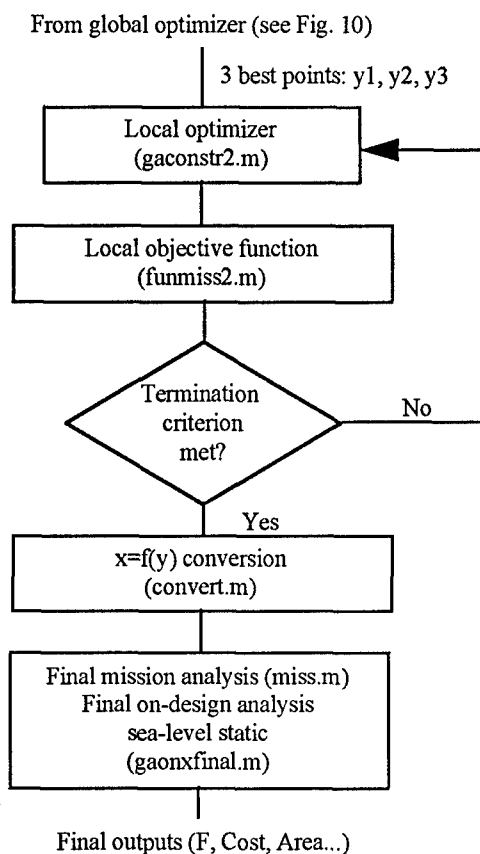 From global optimizer (see Fig. 10)
3 best points: y1, y2, y3
Local optimizer
(gaconstr2.m)
Local objective function
(funmiss2.m)
Termination
criterion
met?
No
Yes
x=f(y) conversion
(convert.m)
Final mission analysis (miss.m)
Final on-design analysis
sea-level static
(gaonxfinal.m)
Final outputs (F, Cost, Area...)